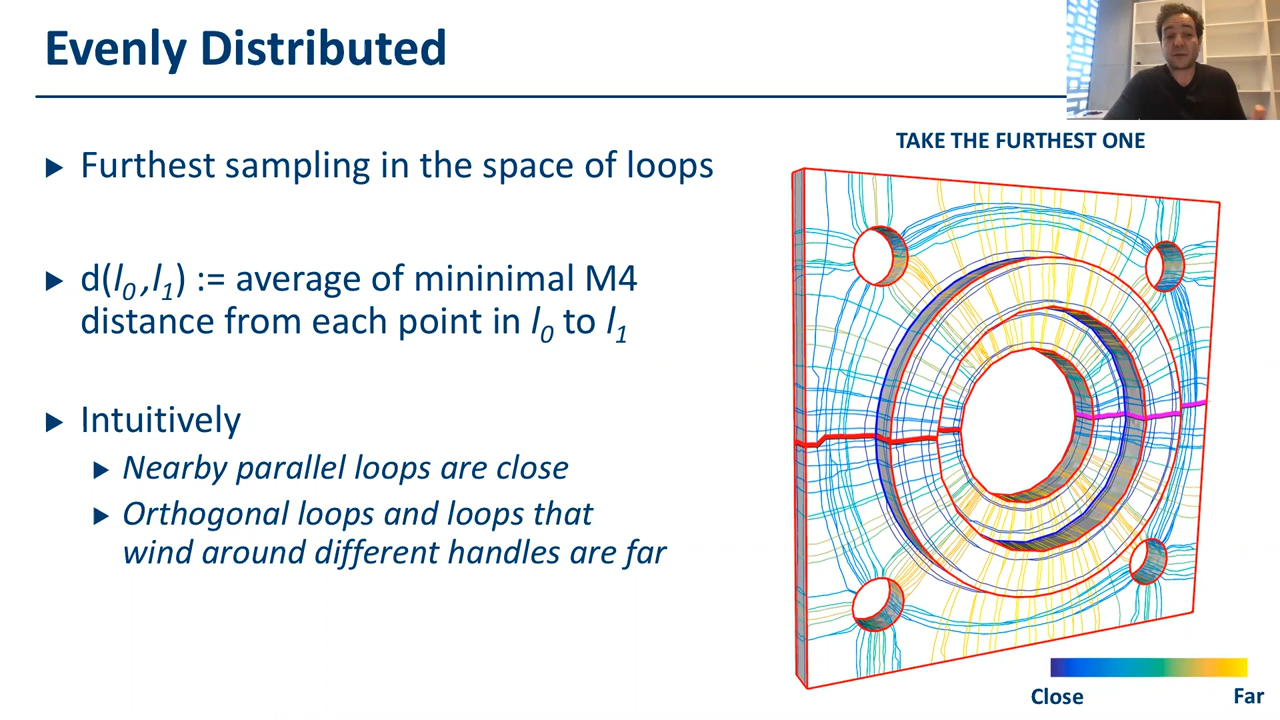 Evenly Distributed
TAKE THE FURTHEST ONE
▶ Furthest sampling in the space of loops
▶ d(l0,l1) := average of mininimal M4
distance from each point in l0 to l1
▶ Intuitively
▶ Nearby parallel loops are close
▶ Orthogonal loops and loops that
wind around different handles are far
Close Far